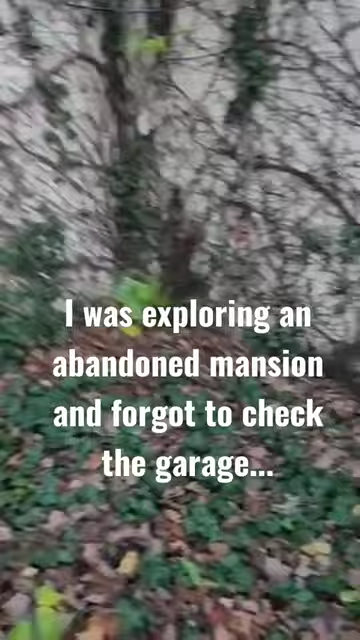 I was exploring an
abandoned mansion
and forgot to check
the garage...